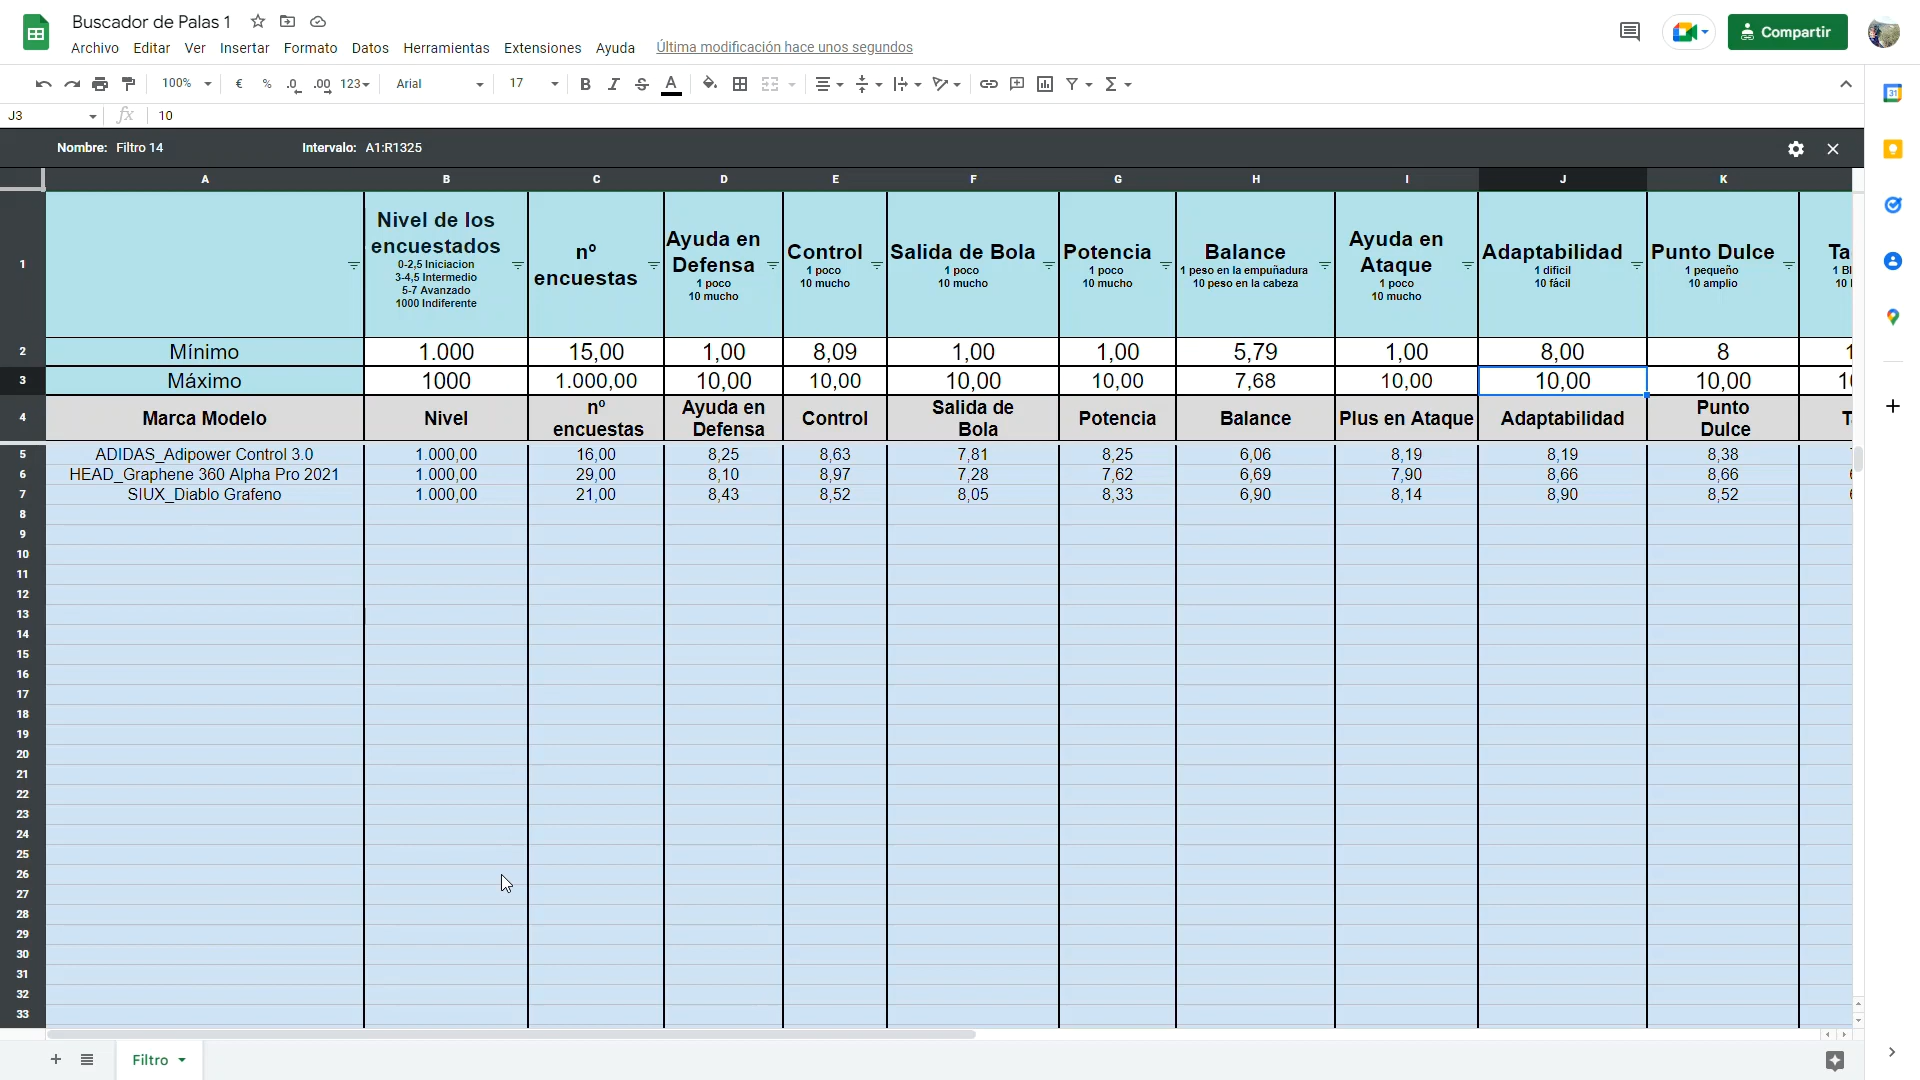 Buscador de Palas 1
Archivo Editar Ver Insertar Formato Datos Herramientas Extensiones Ayuda Última modificación hace unos segundos
Compartir
100% € % .0 .00 123 Arial 17 B I S A
31
J3 fx 10
Nombre: Filtro 14 Intervalo: A1:R1325
A B C D E F G H I J K
1
Nivel de los
encuestados
0-2,5 Iniciacion
3-4,5 Intermedio
5-7 Avanzado
1000 Indiferente
nº
encuestas
Ayuda en
Defensa
1 poco
10 mucho
Control
1 poco
10 mucho
Salida de Bola
1 poco
10 mucho
Potencia
1 poco
10 mucho
Balance
1 peso en la empuñadura
10 peso en la cabeza
Ayuda en
Ataque
1 poco
10 mucho
Adaptabilidad
1 dificil
10 fácil
Punto Dulce
1 pequeño
10 amplio
Ta
1 Bl
10
2 Mínimo 1.000 15,00 1,00 8,09 1,00 1,00 5,79 1,00 8,00 8 1
3 Máximo 1000 1.000,00 10,00 10,00 10,00 10,00 7,68 10,00 10,00 10,00 10
4 Marca Modelo Nivel nº encuestas Ayuda en Defensa Control Salida de Bola Potencia Balance Plus en Ataque Adaptabilidad Punto Dulce T
5 ADIDAS_Adipower Control 3.0 1.000,00 16,00 8,25 8,63 7,81 8,25 6,06 8,19 8,19 8,38
6 HEAD_Graphene 360 Alpha Pro 2021 1.000,00 29,00 8,10 8,97 7,28 7,62 6,69 7,90 8,66 8,66
7 SIUX_Diablo Grafeno 1.000,00 21,00 8,43 8,52 8,05 8,33 6,90 8,14 8,90 8,52
8
9
10
11
12
13
14
15
16
17
18
19
20
21
22
23
24
25
26
27
28
29
30
31
32
33
Filtro